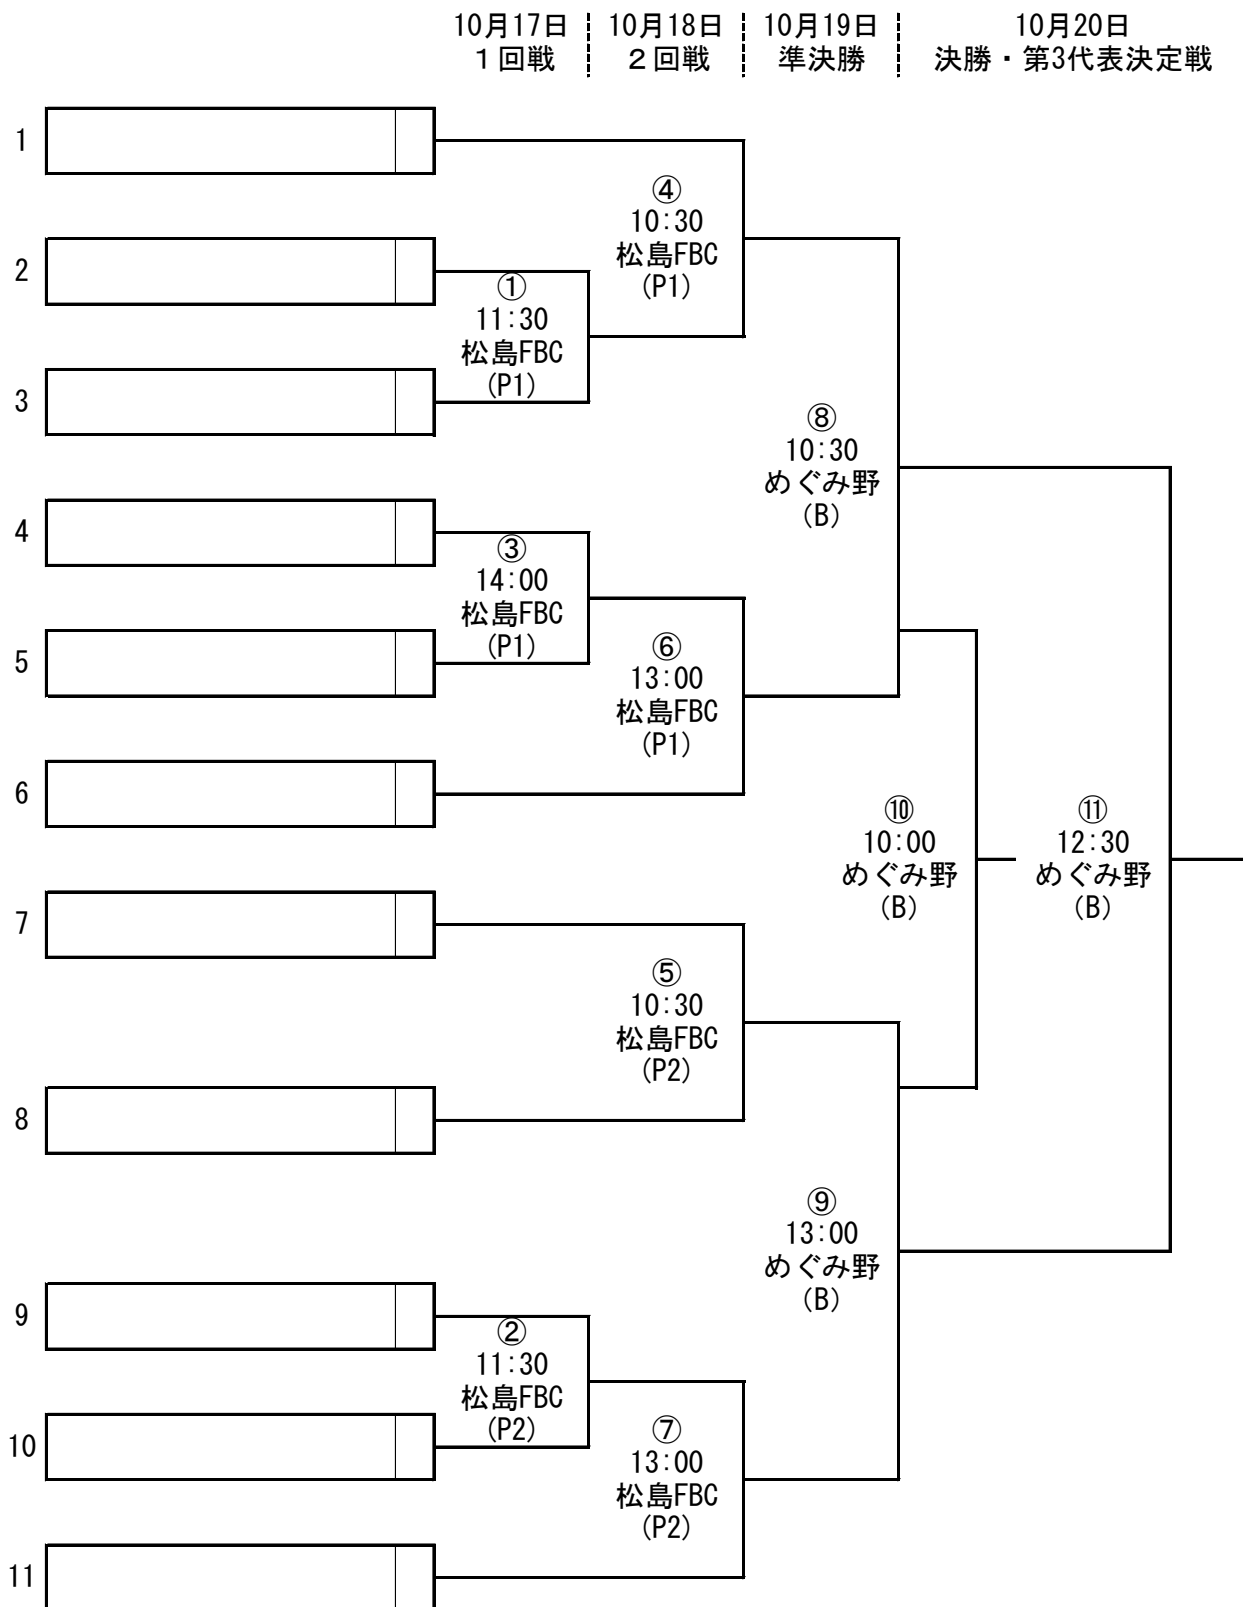 10月17日
1回戦
10月18日
2回戦
10月19日
準決勝
10月20日
決勝・第3代表決定戦
1
2
3
4
5
6
7
8
9
10
11
①
11:30
松島FBC
(P1)
③
14:00
松島FBC
(P1)
②
11:30
松島FBC
(P2)
④
10:30
松島FBC
(P1)
⑥
13:00
松島FBC
(P1)
⑤
10:30
松島FBC
(P2)
⑦
13:00
松島FBC
(P2)
⑧
10:30
めぐみ野
(B)
⑨
13:00
めぐみ野
(B)
⑩
10:00
めぐみ野
(B)
⑪
12:30
めぐみ野
(B)